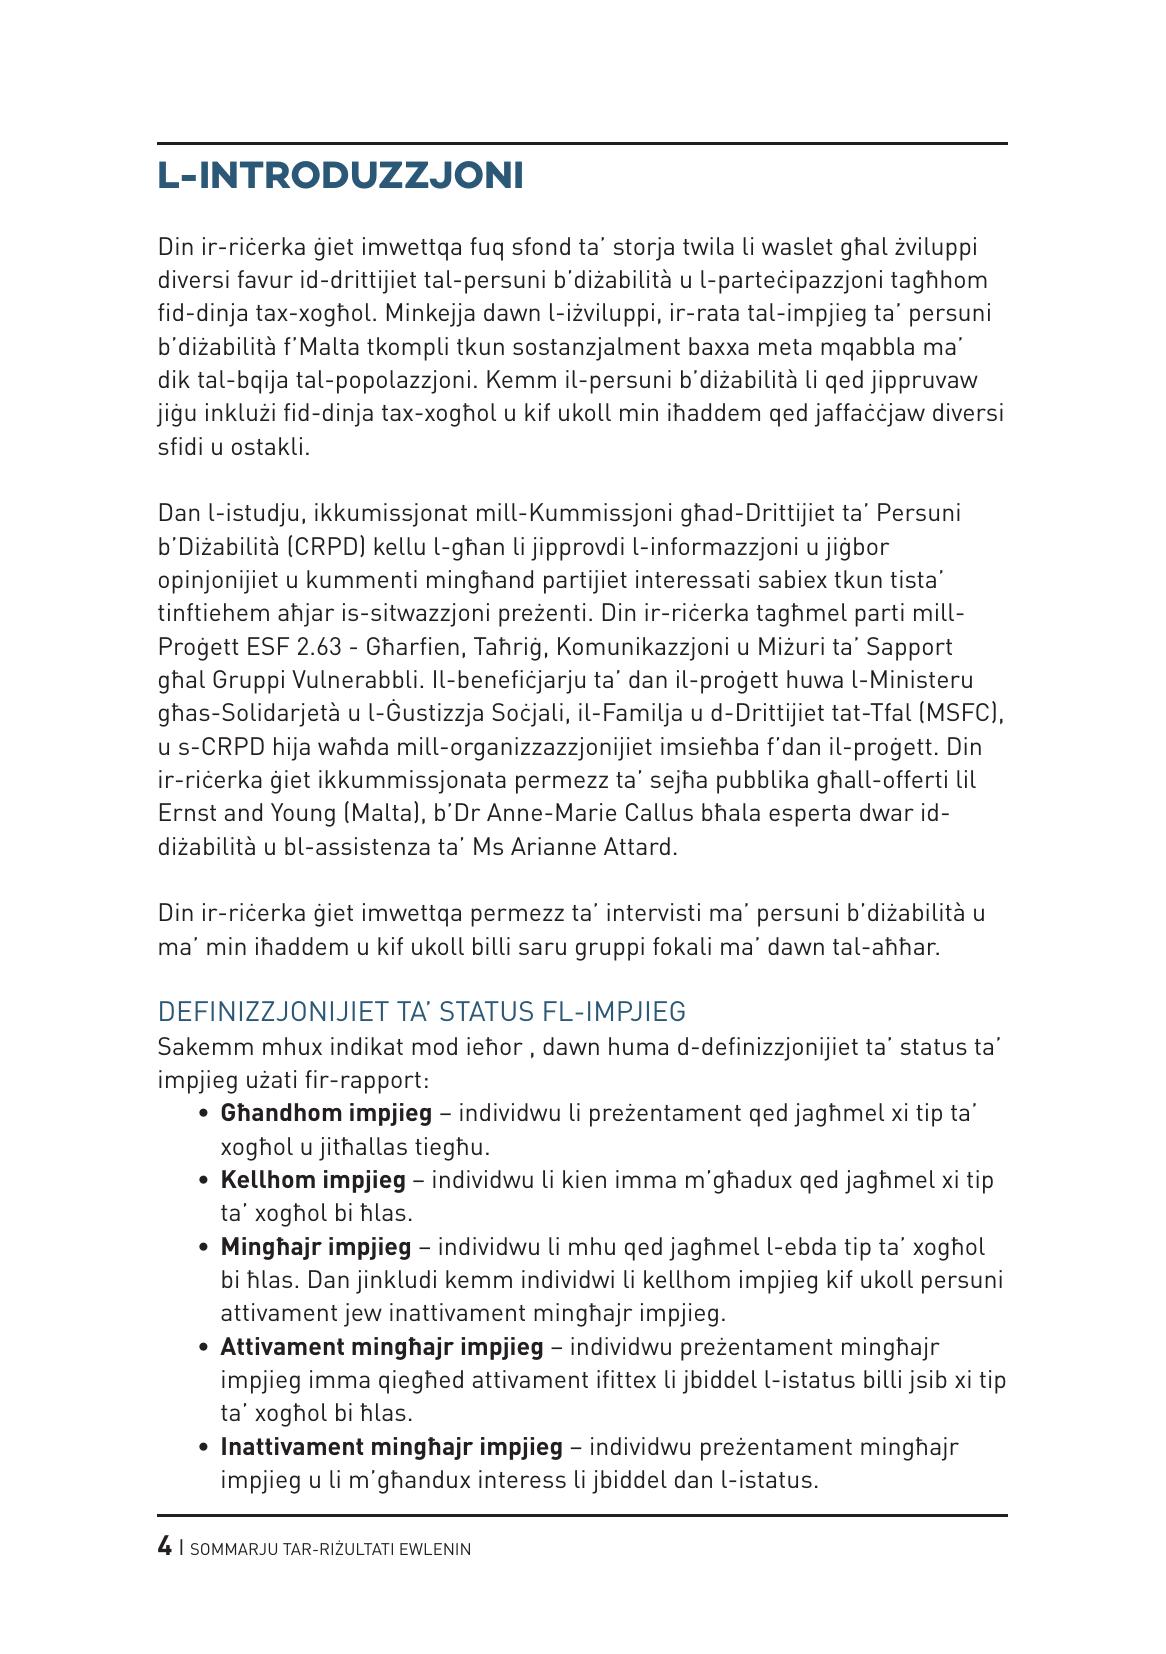 L-INTRODUZZJONI
Din ir-riċerka ġiet imwettqa fuq sfond ta’ storja twila li waslet għal żviluppi
diversi favur id-drittijiet tal-persuni b’diżabilità u l-parteċipazzjoni tagħhom
fid-dinja tax-xogħol. Minkejja dawn l-iżviluppi, ir-rata tal-impjieg ta’ persuni
b’diżabilità f’Malta tkompli tkun sostanzjalment baxxa meta mqabbla ma’
dik tal-bqija tal-popolazzjoni. Kemm il-persuni b’diżabilità li qed jippruvaw
jiġu inklużi fid-dinja tax-xogħol u kif ukoll min iħaddem qed jaffaċċjaw diversi
sfidi u ostakli.
Dan l-istudju, ikkumissjonat mill-Kummissjoni għad-Drittijiet ta’ Persuni
b’Diżabilità (CRPD) kellu l-għan li jipprovdi l-informazzjoni u jiġbor
opinjonijiet u kummenti mingħand partijiet interessati sabiex tkun tista’
tinftiehem aħjar is-sitwazzjoni preżenti. Din ir-riċerka tagħmel parti mill-
Proġett ESF 2.63 - Għarfien, Taħriġ, Komunikazzjoni u Miżuri ta’ Sapport
għal Gruppi Vulnerabbli. Il-benefiċjarju ta’ dan il-proġett huwa l-Ministeru
għas-Solidarjetà u l-Ġustizzja Soċjali, il-Familja u d-Drittijiet tat-Tfal (MSFC),
u s-CRPD hija waħda mill-organizzazzjonijiet imsieħba f’dan il-proġett. Din
ir-riċerka ġiet ikkummissjonata permezz ta’ sejħa pubblika għall-offerti lil
Ernst and Young (Malta), b’Dr Anne-Marie Callus bħala esperta dwar id-
diżabilità u bl-assistenza ta’ Ms Arianne Attard.
Din ir-riċerka ġiet imwettqa permezz ta’ intervisti ma’ persuni b’diżabilità u
ma’ min iħaddem u kif ukoll billi saru gruppi fokali ma’ dawn tal-aħħar.
DEFINIZZJONIJIET TA’ STATUS FL-IMPJIEG
Sakemm mhux indikat mod ieħor , dawn huma d-definizzjonijiet ta’ status ta’
impjieg użati fir-rapport:
• Għandhom impjieg – individwu li preżentament qed jagħmel xi tip ta’
xogħol u jitħallas tiegħu.
• Kellhom impjieg – individwu li kien imma m’għadux qed jagħmel xi tip
ta’ xogħol bi ħlas.
• Mingħajr impjieg – individwu li mhu qed jagħmel l-ebda tip ta’ xogħol
bi ħlas. Dan jinkludi kemm individwi li kellhom impjieg kif ukoll persuni
attivament jew inattivament mingħajr impjieg.
• Attivament mingħajr impjieg – individwu preżentament mingħajr
impjieg imma qiegħed attivament ifittex li jbiddel l-istatus billi jsib xi tip
ta’ xogħol bi ħlas.
• Inattivament mingħajr impjieg – individwu preżentament mingħajr
impjieg u li m’għandux interess li jbiddel dan l-istatus.
4 | SOMMARJU TAR-RIŻULTATI EWLENIN